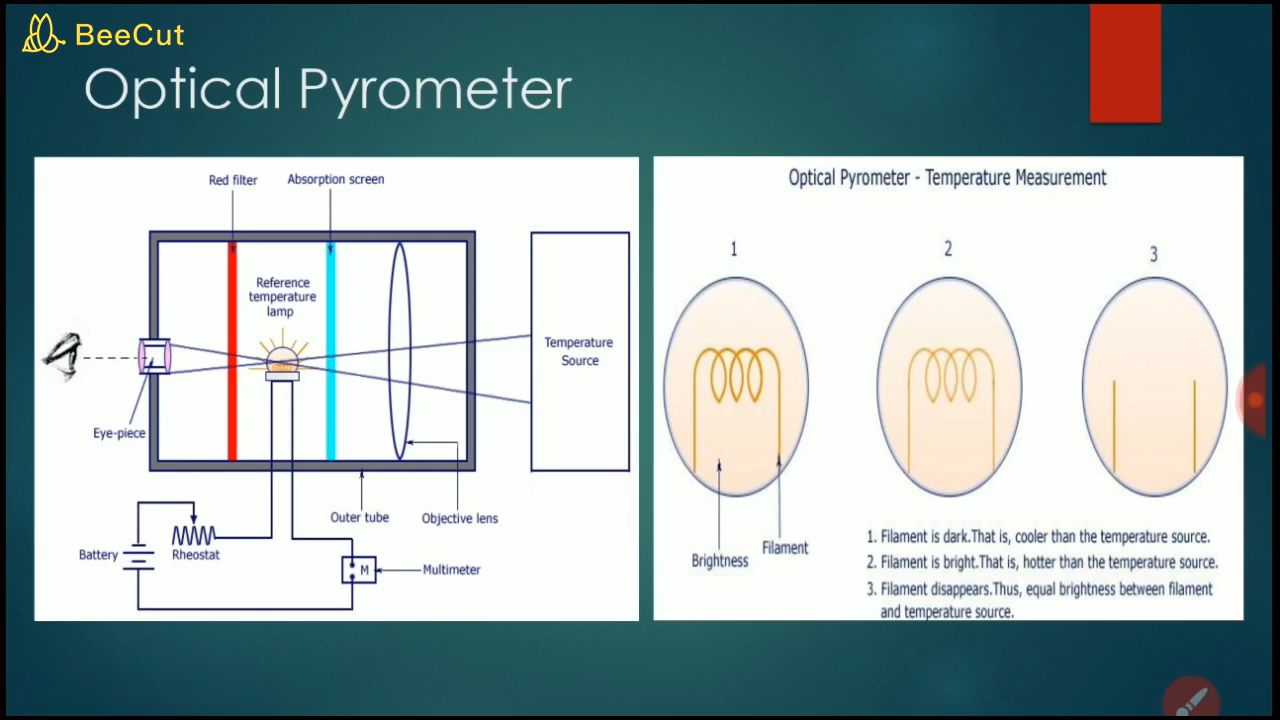 BeeCut
Optical Pyrometer
Red filter
Absorption screen
Reference
temperature
lamp
Temperature
Source
Eye-piece
Outer tube
Objective lens
Battery
Rheostat
M
Multimeter
Optical Pyrometer - Temperature Measurement
1
2
3
Brightness
Filament
1. Filament is dark.That is, cooler than the temperature source.
2. Filament is bright.That is, hotter than the temperature source.
3. Filament disappears.Thus, equal brightness between filament
and temperature source.